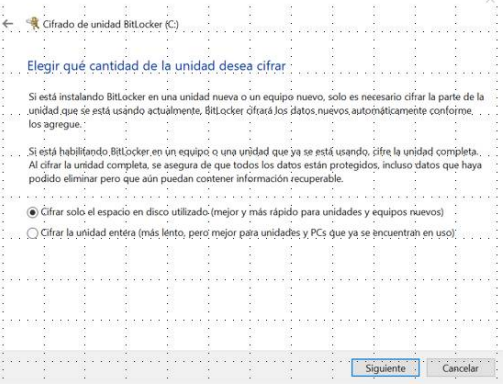 Cifrado de unidad BitLocker (C:)
Elegir qué cantidad de la unidad desea cifrar
Si está instalando BitLocker en una unidad nueva o un equipo nuevo, solo es necesario cifrar la parte de la
unidad que se está usando actualmente, BitLocker cifrará los datos nuevos automáticamente conforme
los agregue.
Si está habilitando BitLocker en un equipo o una unidad que ya se está usando, cifre la unidad completa.
Al cifrar la unidad completa, se asegura de que todos los datos están protegidos, incluso datos que haya
podido eliminar pero que aún puedan contener información recuperable.
Cifrar solo el espacio en disco utilizado (mejor y más rápido para unidades y equipos nuevos)
Cifrar la unidad entera (más lento, pero mejor para unidades y PCs que ya se encuentran en uso)
Siguiente
Cancelar